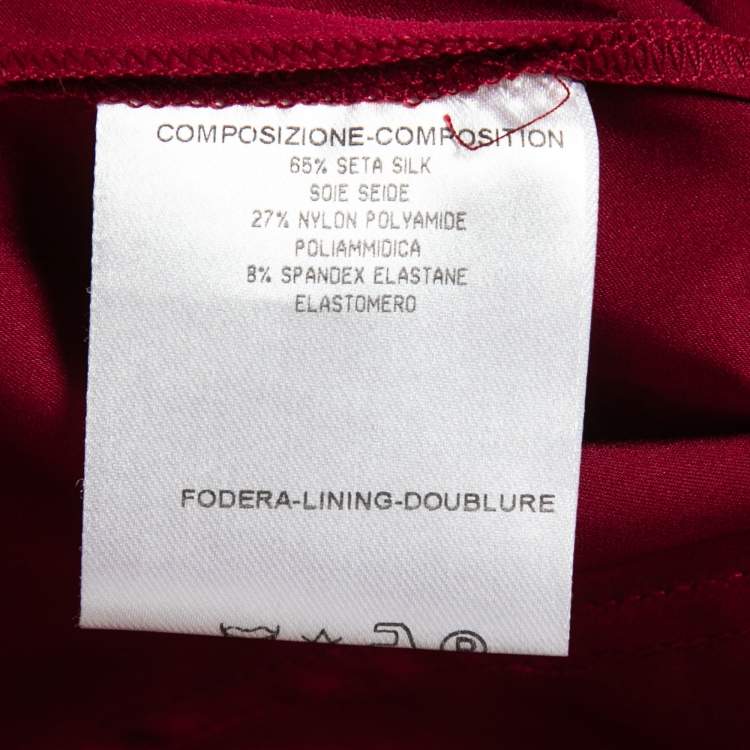 COMPOSIZIONE-COMPOSITION
65% SETA SILK
SOIE SEIDE
27% NYLON POLYAMIDE
POLIAMMIDICA
8% SPANDEX ELASTANE
ELASTOMERO
FODERA-LINING-DOUBLURE